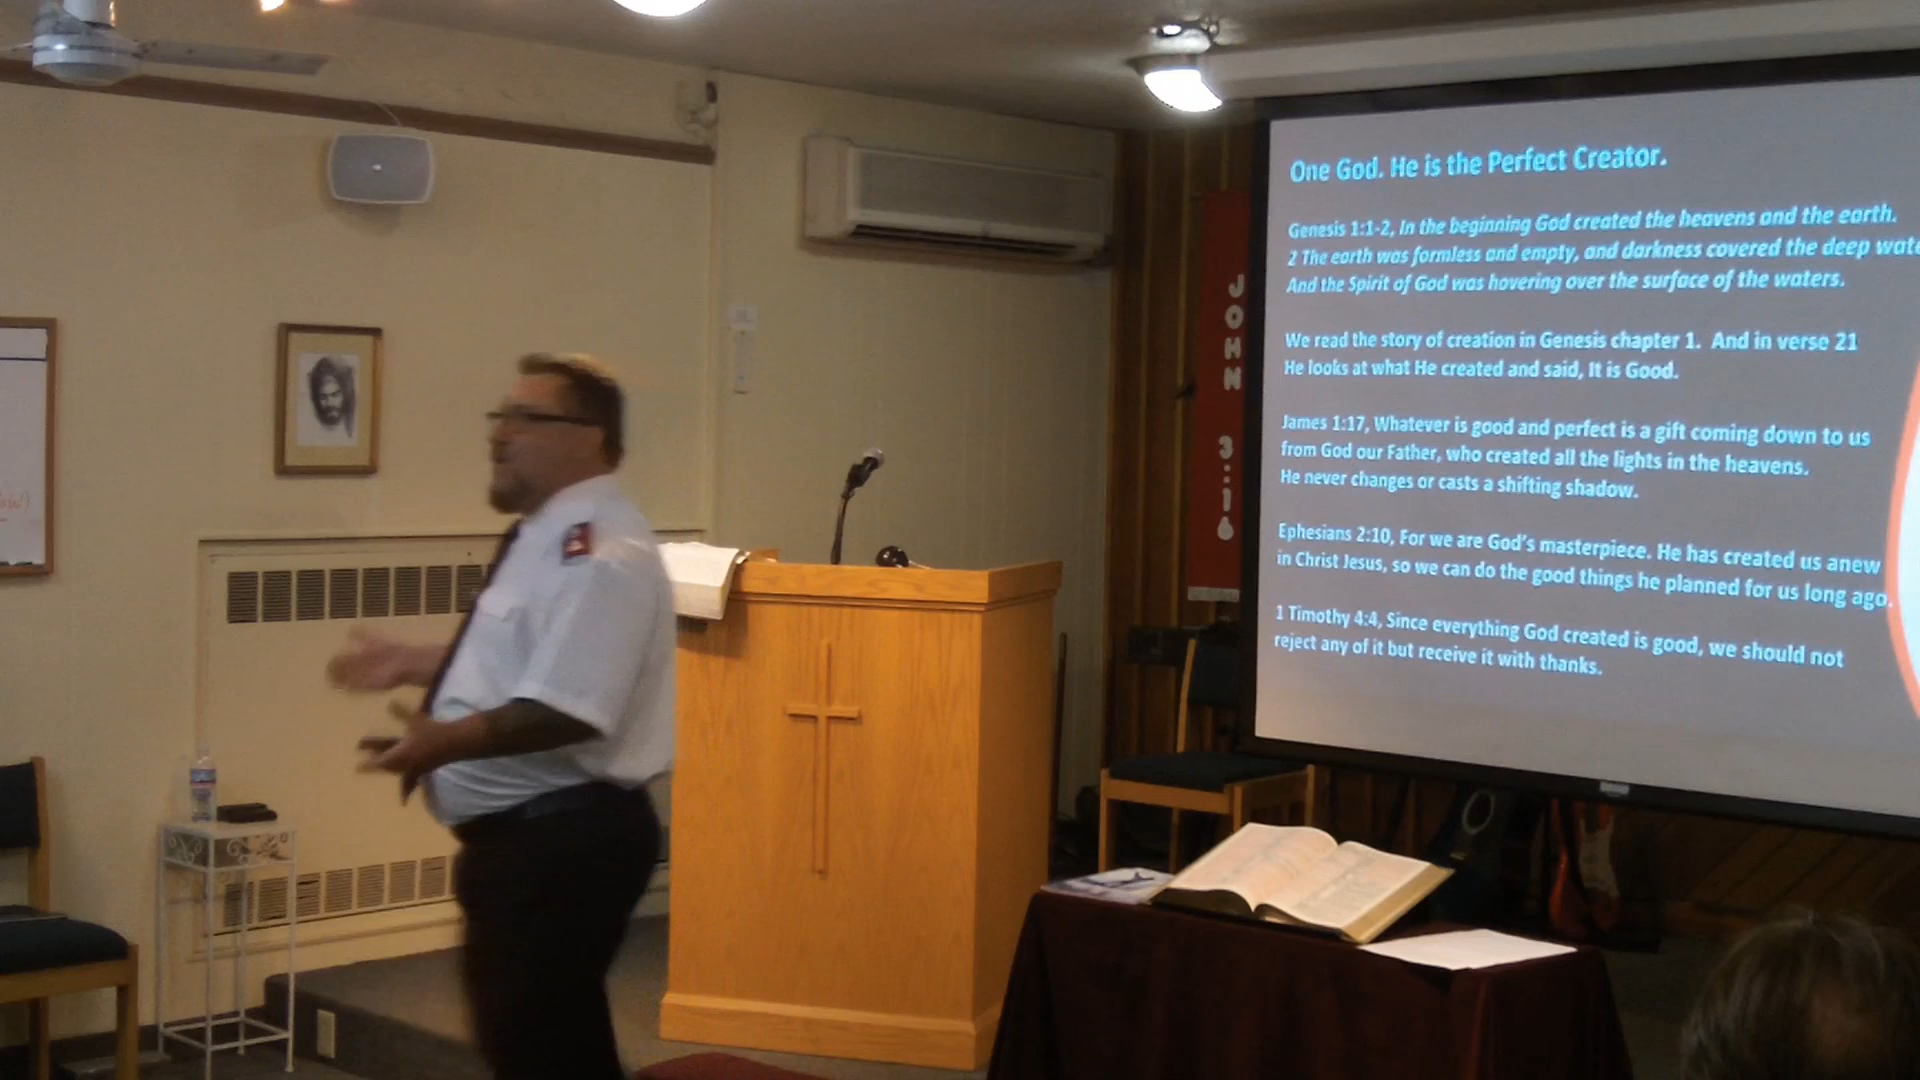 One God. He is the Perfect Creator.
Genesis 1:1-2, In the beginning God created the heavens and the earth.
2 The earth was formless and empty, and darkness covered the deep wate
And the Spirit of God was hovering over the surface of the waters.
We read the story of creation in Genesis chapter 1.  And in verse 21
He looks at what He created and said, It is Good.
James 1:17, Whatever is good and perfect is a gift coming down to us
from God our Father, who created all the lights in the heavens.
He never changes or casts a shifting shadow.
Ephesians 2:10, For we are God's masterpiece. He has created us anew
in Christ Jesus, so we can do the good things he planned for us long ago.
1 Timothy 4:4, Since everything God created is good, we should not
reject any of it but receive it with thanks.
JOHN 3:16